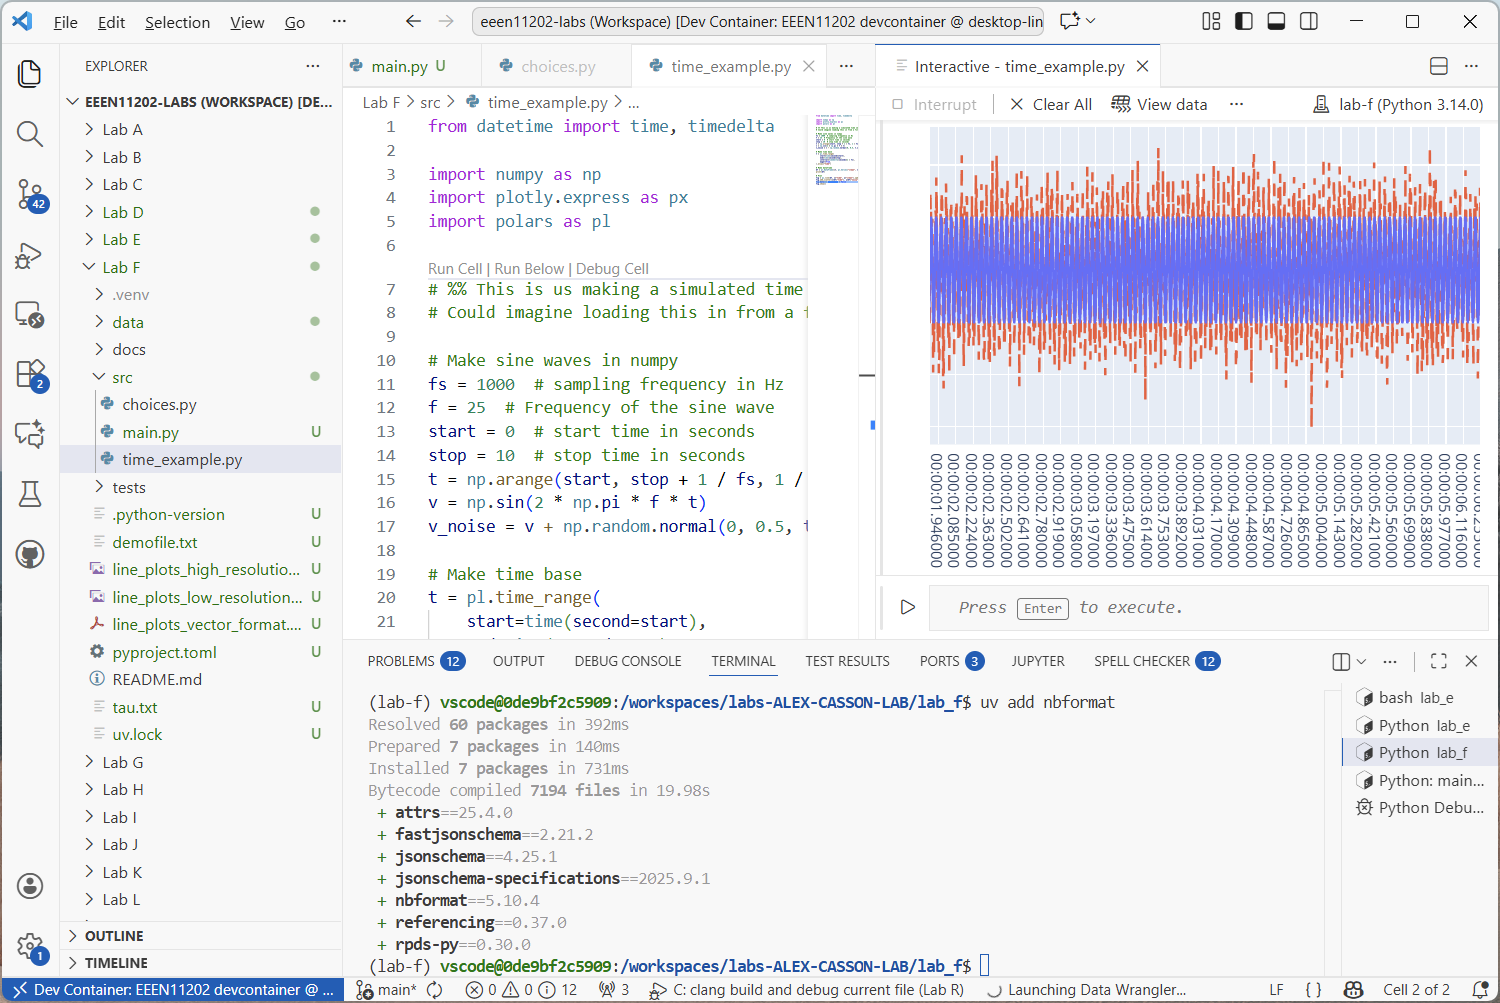 File Edit Selection View Go ··· eeen11202-labs (Workspace) [Dev Container: EEEN11202 devcontainer @ desktop-lin
EXPLORER ···
EEEN11202-LABS (WORKSPACE) [DE...
Lab A
Lab B
Lab C
Lab D
Lab E
Lab F
.venv
data
docs
src
choices.py
main.py U
time_example.py
tests
.python-version U
demofile.txt U
line_plots_high_resolutio... U
line_plots_low_resolution... U
line_plots_vector_format.... U
pyproject.toml U
README.md
tau.txt U
uv.lock U
Lab G
Lab H
Lab I
Lab J
Lab K
Lab L
OUTLINE
TIMELINE
42
2
1
main.py U choices.py time_example.py ···
Lab F > src > time_example.py > ...
1 from datetime import time, timedelta
2
3 import numpy as np
4 import plotly.express as px
5 import polars as pl
6
Run Cell | Run Below | Debug Cell
7 # %% This is us making a simulated time
8 # Could imagine loading this in from a f
9
10 # Make sine waves in numpy
11 fs = 1000 # sampling frequency in Hz
12 f = 25 # Frequency of the sine wave
13 start = 0 # start time in seconds
14 stop = 10 # stop time in seconds
15 t = np.arange(start, stop + 1 / fs, 1 /
16 v = np.sin(2 * np.pi * f * t)
17 v_noise = v + np.random.normal(0, 0.5, t
18
19 # Make time base
20 t = pl.time_range(
21 start=time(second=start),
Interactive - time_example.py ···
Interrupt | Clear All View data ··· lab-f (Python 3.14.0)
00:00:01.946000
00:00:02.085000
00:00:02.363000
00:00:02.502000
00:00:02.641000
00:00:02.780000
00:00:02.919000
00:00:03.058000
00:00:03.197000
00:00:03.336000
00:00:03.475000
00:00:03.614000
00:00:03.753000
00:00:03.892000
00:00:04.031000
00:00:04.170000
00:00:04.309000
00:00:04.448000
00:00:04.587000
00:00:04.726000
00:00:04.865000
00:00:05.004000
00:00:05.143000
00:00:05.282000
00:00:05.421000
00:00:05.560000
00:00:05.699000
00:00:05.838000
00:00:05.977000
00:00:06.116000
Press Enter to execute.
PROBLEMS 12 OUTPUT DEBUG CONSOLE TERMINAL TEST RESULTS PORTS 3 JUPYTER SPELL CHECKER 12 ···
(lab-f) vscode@0de9bf2c5909:/workspaces/labs-ALEX-CASSON-LAB/lab_f$ uv add nbformat
Resolved 60 packages in 392ms
Prepared 7 packages in 140ms
Installed 7 packages in 731ms
Bytecode compiled 7194 files in 19.98s
+ attrs==25.4.0
+ fastjsonschema==2.21.2
+ jsonschema==4.25.1
+ jsonschema-specifications==2025.9.1
+ nbformat==5.10.4
+ referencing==0.37.0
+ rpds-py==0.30.0
(lab-f) vscode@0de9bf2c5909:/workspaces/labs-ALEX-CASSON-LAB/lab_f$
bash lab_e
Python lab_e
Python lab_f
Python: main...
Python Debu...
Dev Container: EEEN11202 devcontainer @ ... main* 0 0 12 3 C: clang build and debug current file (Lab R) Launching Data Wrangler... LF { } Cell 2 of 2